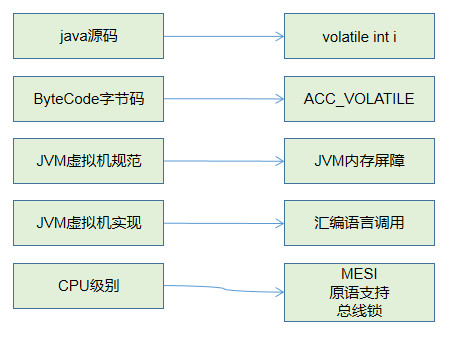 java源码
volatile int i
ByteCode字节码
ACC_VOLATILE
JVM虚拟机规范
JVM内存屏障
JVM虚拟机实现
汇编语言调用
CPU级别
MESI
原语支持
总线锁